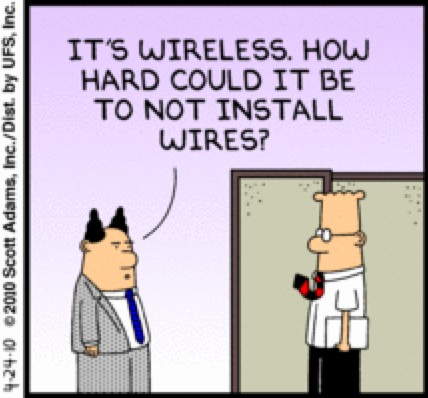 IT'S WIRELESS. HOW
HARD COULD IT BE
TO NOT INSTALL
WIRES?
4-24-10 ©2010 Scott Adams, Inc./Dist. by UFS, Inc.